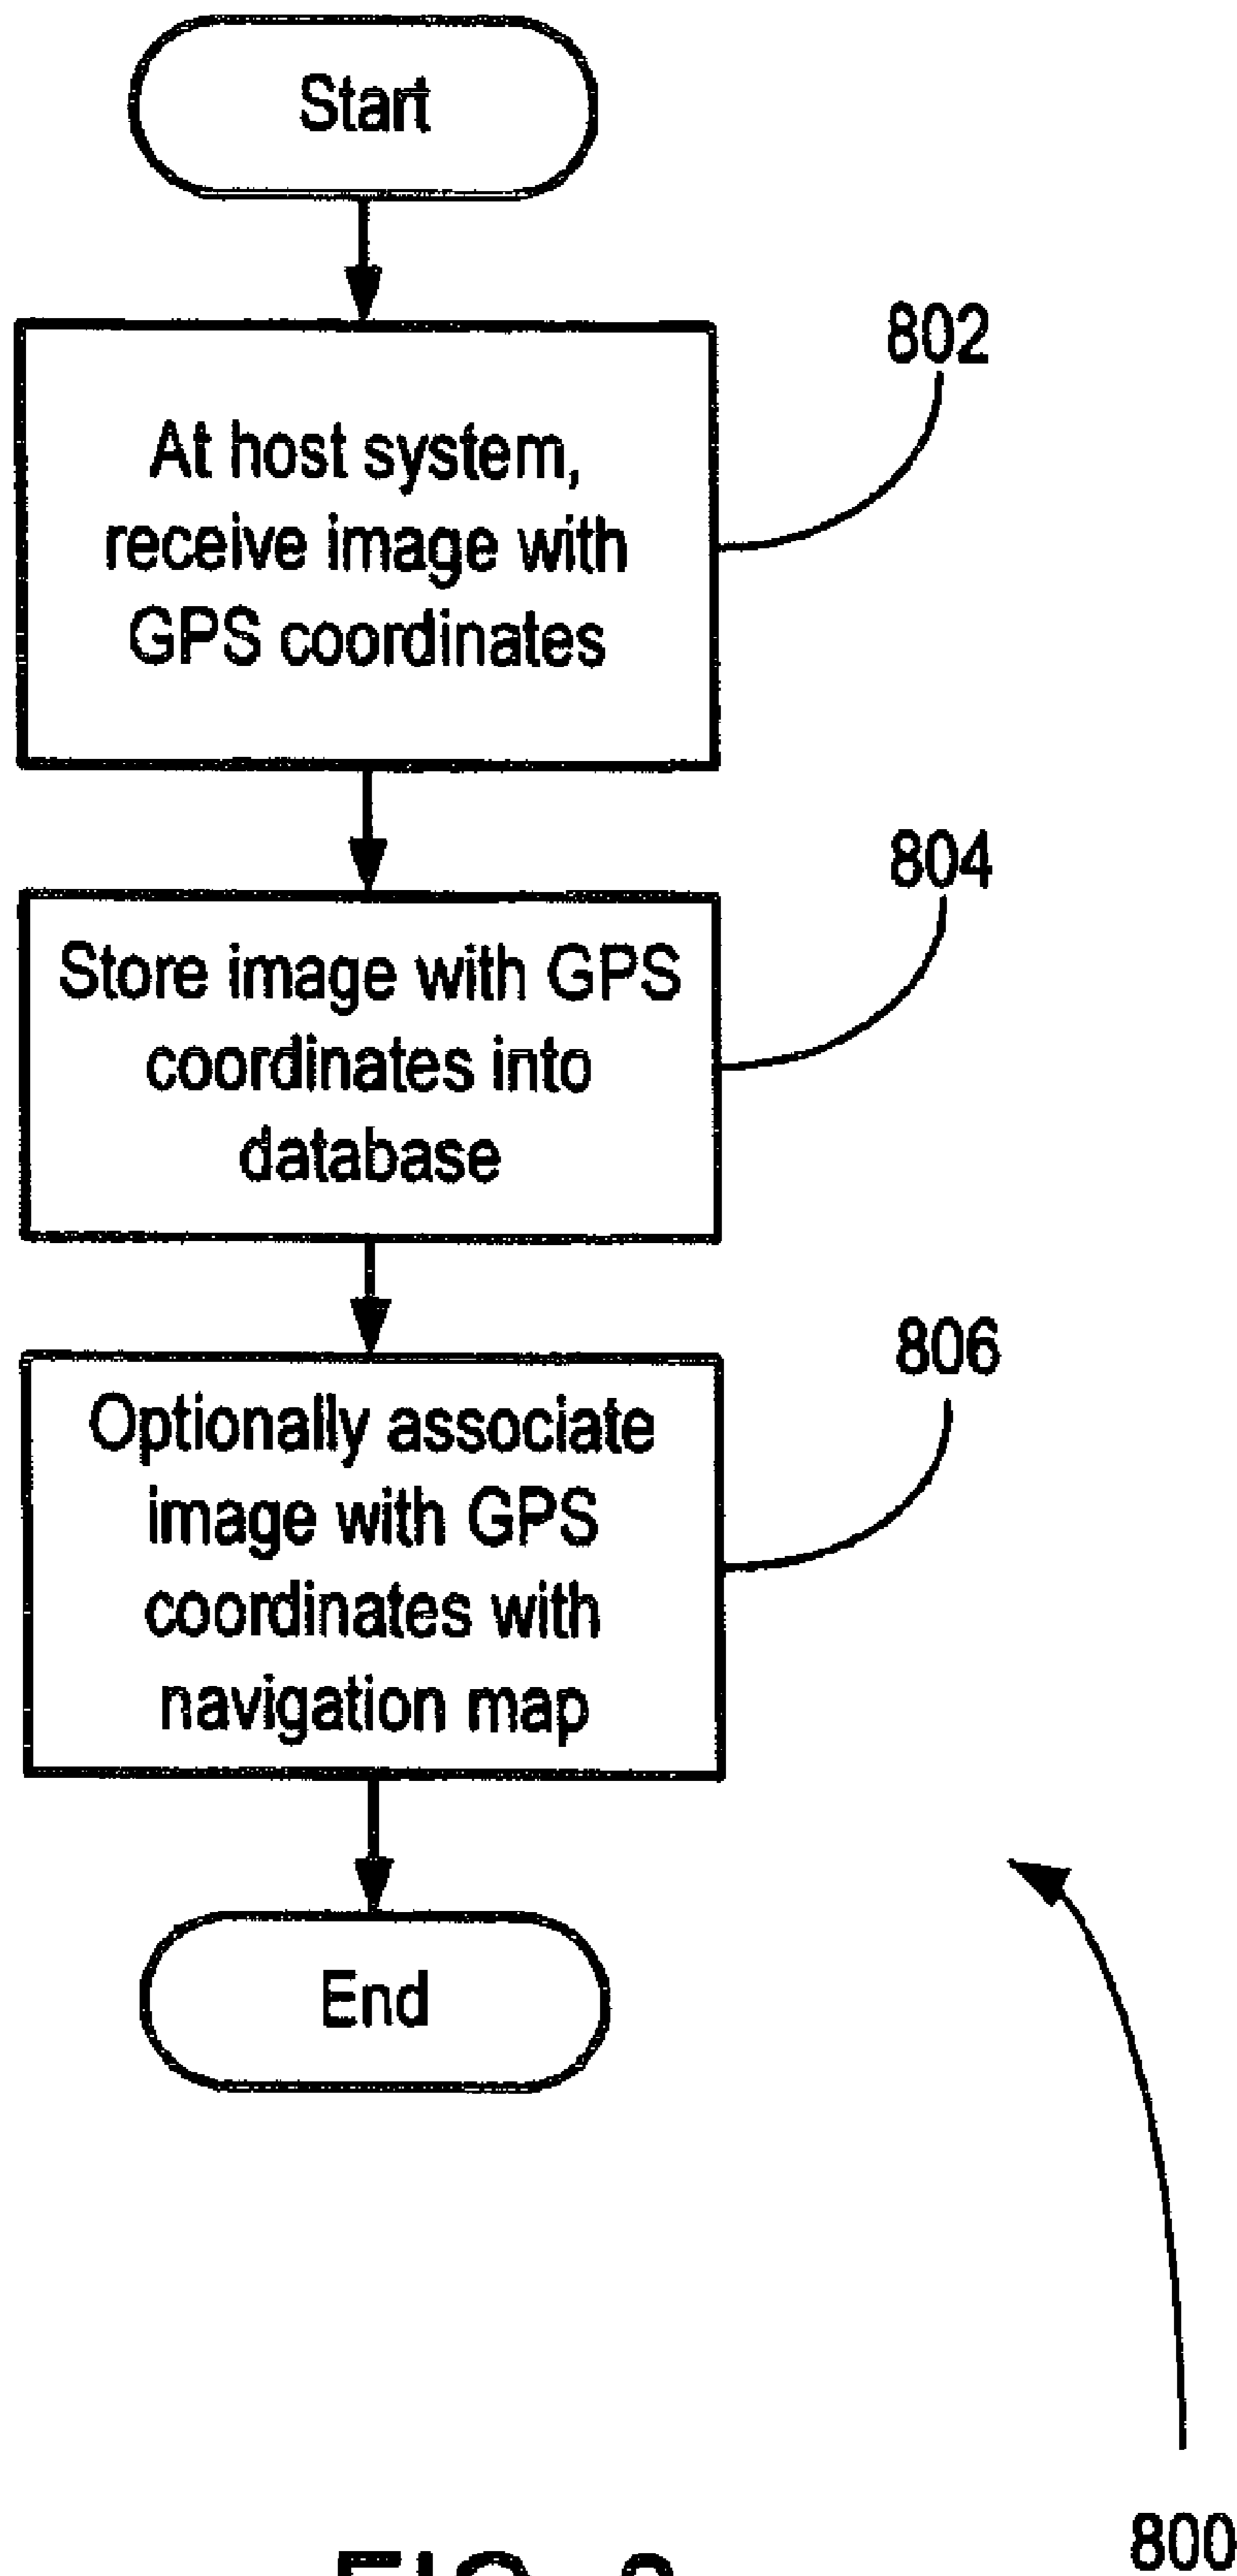 Start
802
At host system,
receive image with
GPS coordinates
804
Store image with GPS
coordinates into
database
806
Optionally associate
image with GPS
coordinates with
navigation map
End
800